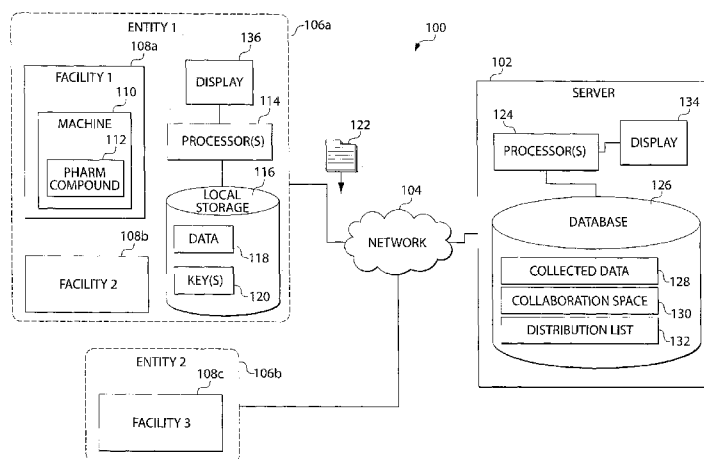 ENTITY 1
106a
108a
FACILITY 1
110
MACHINE
112
PHARM
COMPOUND
136
DISPLAY
114
PROCESSOR(S)
116
LOCAL
STORAGE
DATA
118
KEY(S)
120
108b
FACILITY 2
122
100
104
NETWORK
102
SERVER
124
PROCESSOR(S)
134
DISPLAY
126
DATABASE
COLLECTED DATA
128
COLLABORATION SPACE
130
DISTRIBUTION LIST
132
ENTITY 2
106b
108c
FACILITY 3